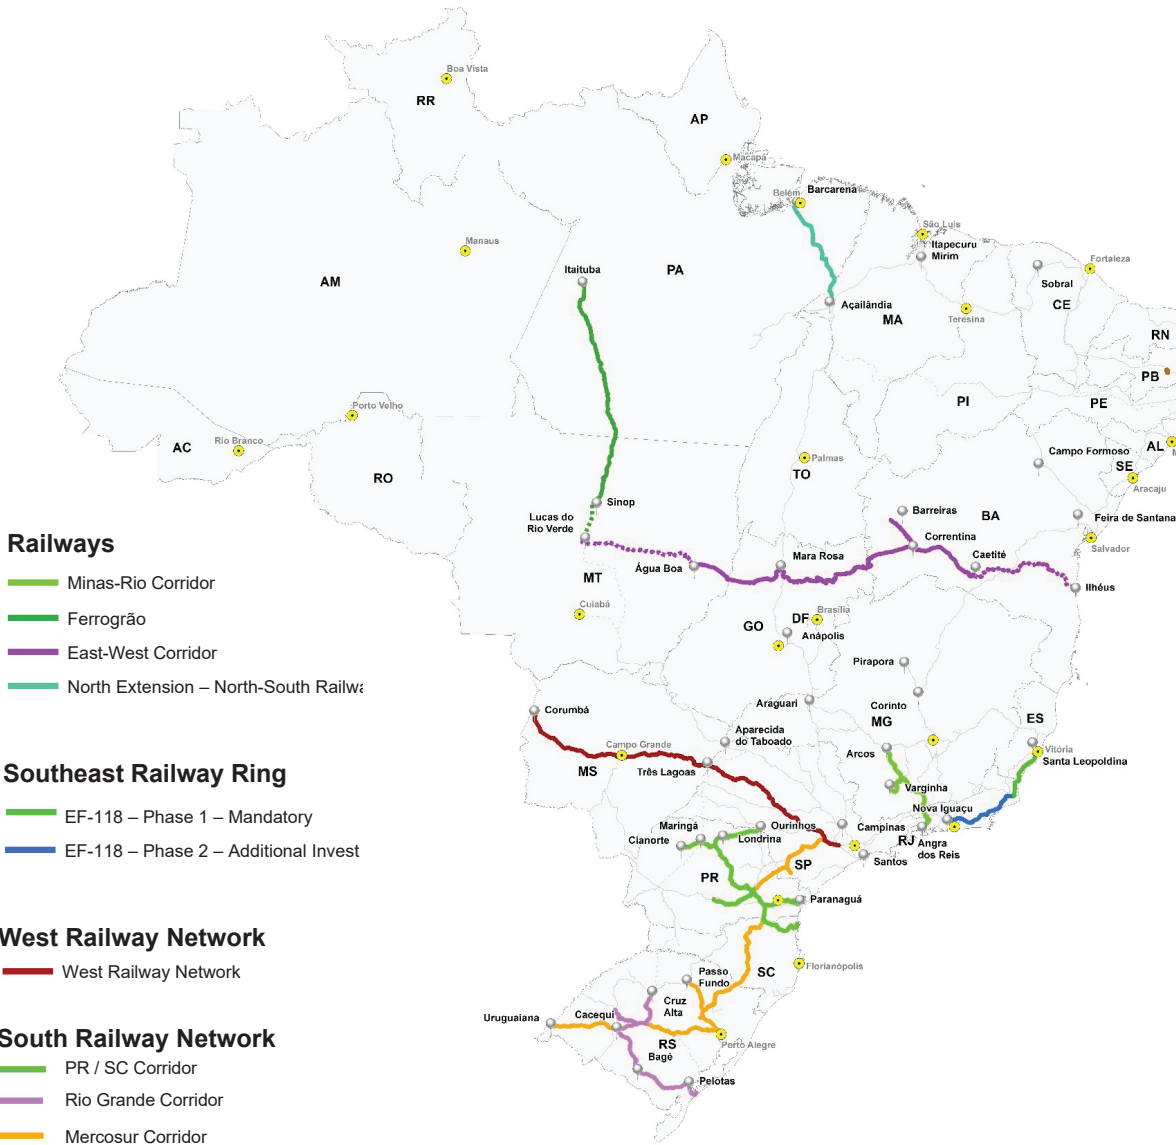 Boa Vista
RR
AP
Macapá
Belém
Barcarena
São Luis
Itapecuru
Mirim
Manaus
AM
Itaituba
PA
Fortaleza
Sobral
CE
Açailândia
MA
Teresina
RN
PB
PI
PE
Porto Velho
AC
Rio Branco
RO
Palmas
TO
Campo Formoso
AL
M
SE
Aracaju
Sinop
Lucas do
Rio Verde
Barreiras
BA
Feira de Santana
Correntina
Salvador
Caetité
Mara Rosa
Água Boa
MT
Ilhéus
Cuiabá
Brasília
GO
DF
Anápolis
Pirapora
Corinto
MG
Araguari
Corumbá
Aparecida
do Taboado
Campo Grande
MS
Três Lagoas
Arcos
ES
Vitória
Santa Leopoldina
Varginha
Nova Iguaçu
Maringá
Ourinhos
Cianorte
Londrina
Campinas
RJ
Angra
dos Reis
Santos
SP
PR
Paranaguá
SC
Florianópolis
Passo
Fundo
Cruz
Alta
Uruguaiana
Cacequi
RS
Porto Alegre
Bagé
Pelotas
Railways
Minas-Rio Corridor
Ferrogrão
East-West Corridor
North Extension – North-South Railwa
Southeast Railway Ring
EF-118 – Phase 1 – Mandatory
EF-118 – Phase 2 – Additional Invest
West Railway Network
West Railway Network
South Railway Network
PR / SC Corridor
Rio Grande Corridor
Mercosur Corridor